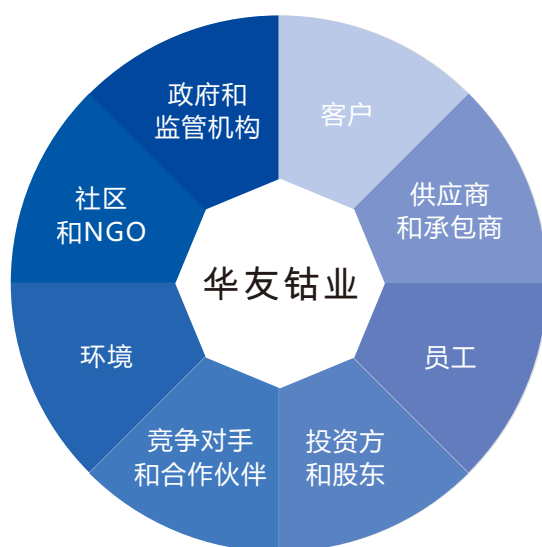 政府和
监管机构
客户
供应商
和承包商
员工
投资方
和股东
竞争对手
和合作伙伴
环境
社区
和NGO
华友钴业